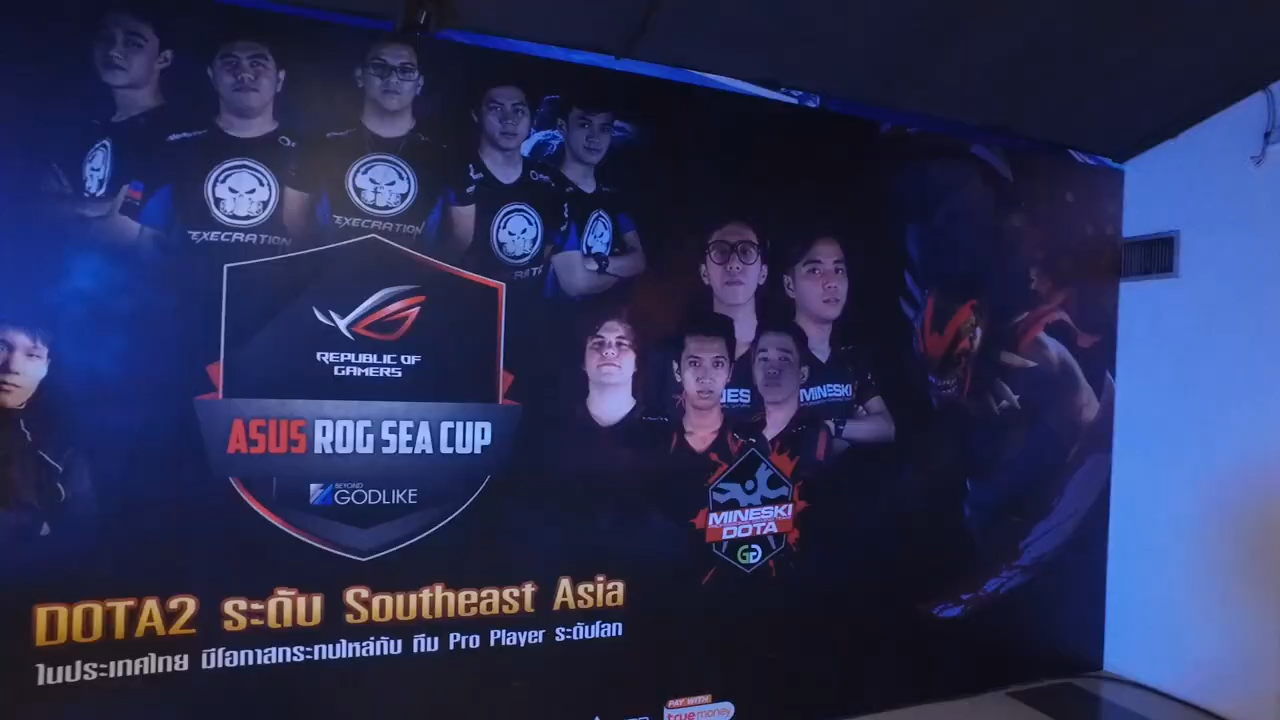 EXECRATION
EXECRATION
REPUBLIC OF
GAMERS
ASUS ROG SEA CUP
BEYOND
GODLIKE
MINESKI
MINESKI
DOTA
GG
DOTA2 ระดับ Southeast Asia
ในประเทศไทย มีโอกาสกระทบไหล่กับ ทีม Pro Player ระดับโลก
PAY WITH
truemoney